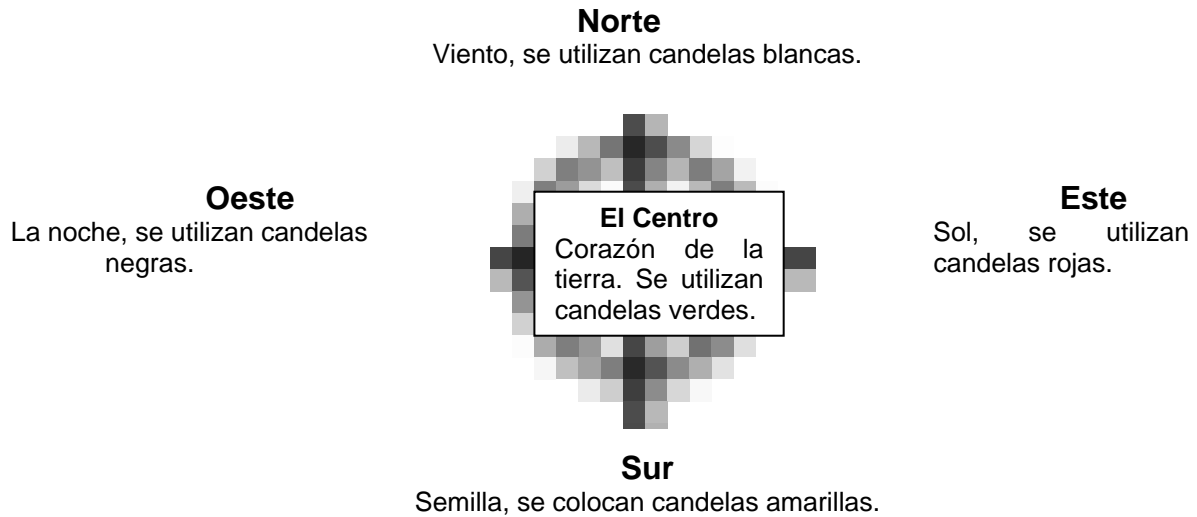 Norte
Viento, se utilizan candelas blancas.
Oeste
La noche, se utilizan candelas
negras.
El Centro
Corazón de la
tierra. Se utilizan
candelas verdes.
Este
Sol, se utilizan
candelas rojas.
Sur
Semilla, se colocan candelas amarillas.